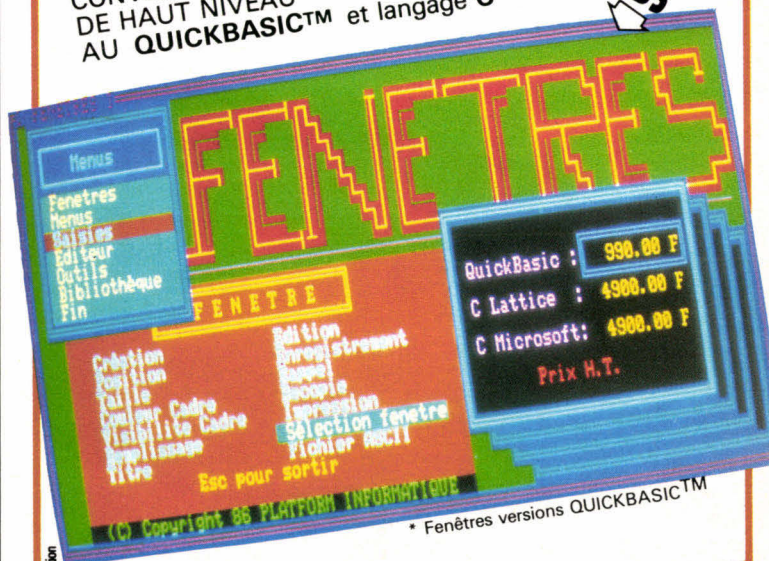 DE HAUT NIVEAU
AU QUICKBASIC™ et langage C
FENETRES
Menus
Fenetres
Menus
Saisies
Editeur
Outils
Bibliothèque
Fin
FENETRE
Création
Position
Taille
Couleur Cadre
Visibilite Cadre
Remplissage
Titre
Edition
Enregistrement
Rappel
Recopie
Impression
Sélection fenetre
Fichier ASCII
Esc pour sortir
(C) Copyright 86 PLATFORM INFORMATIQUE
QuickBasic : 990.00 F
C Lattice : 4900.00 F
C Microsoft: 4900.00 F
Prix H.T.
* Fenêtres versions QUICKBASIC™